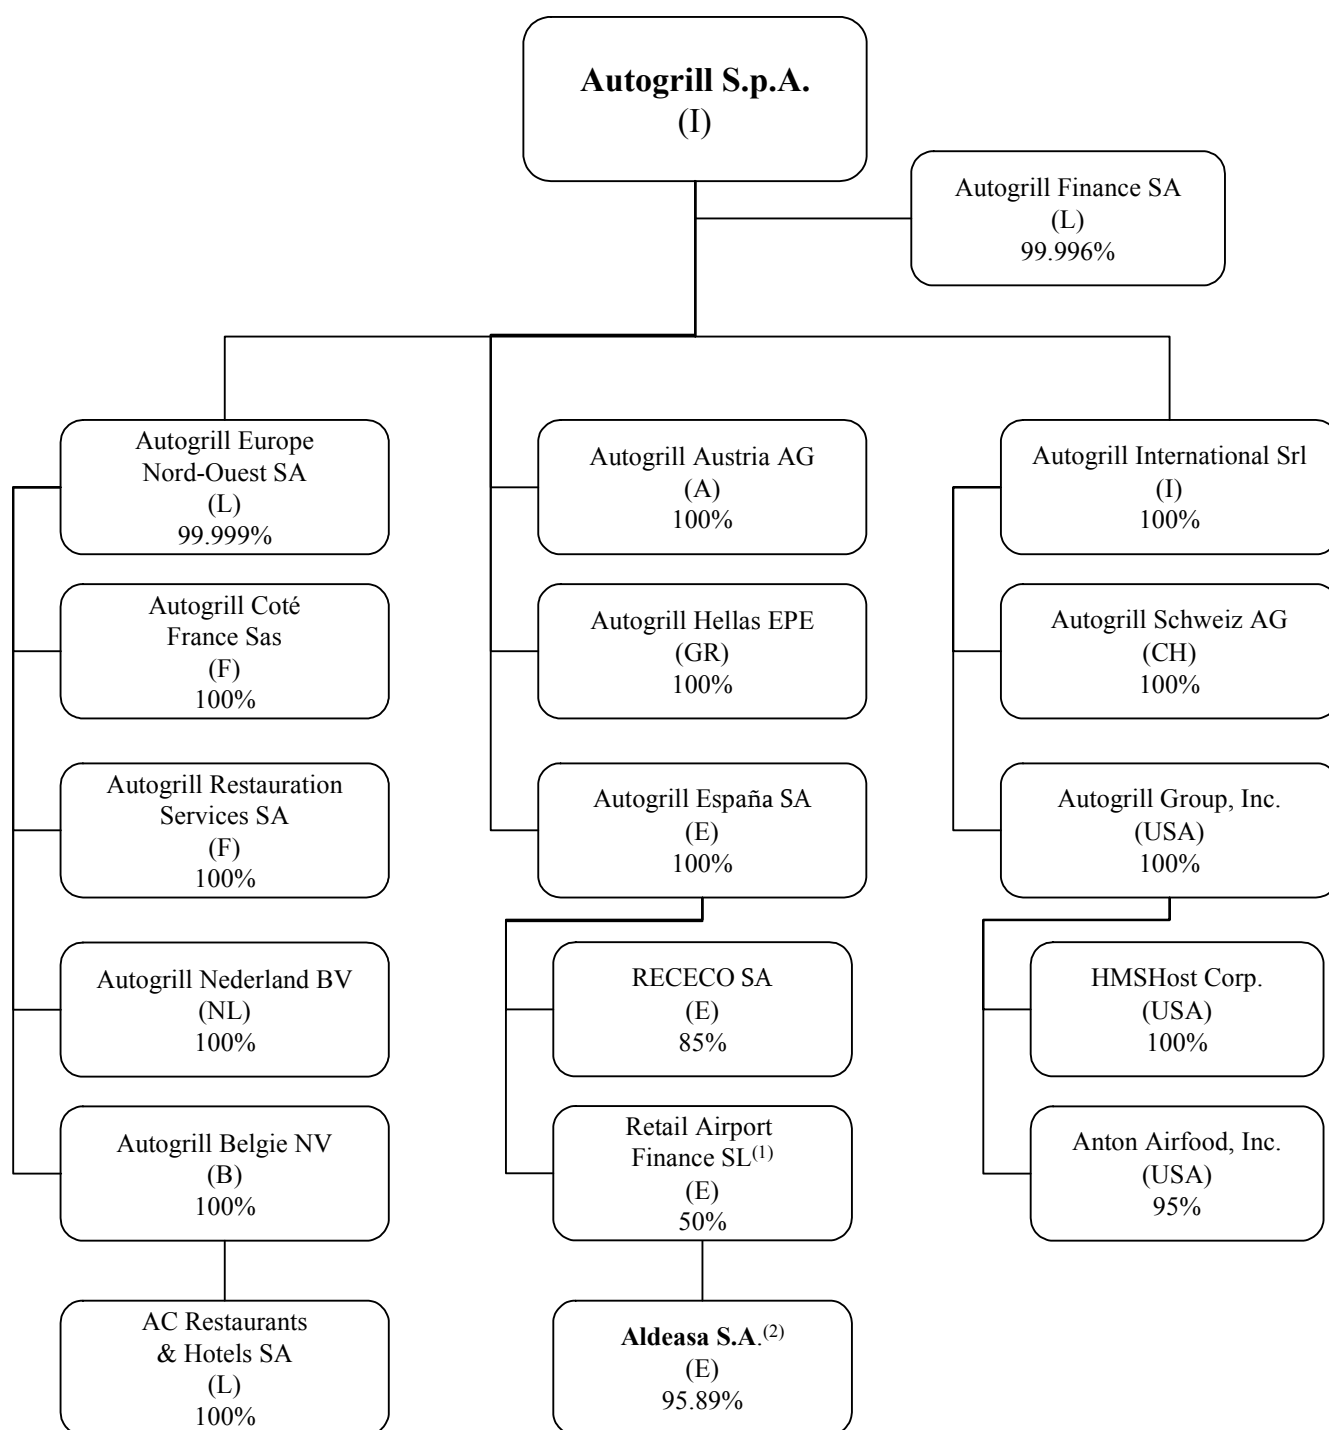 Autogrill S.p.A.
(I)
Autogrill Finance SA
(L)
99.996%
Autogrill Europe
Nord-Ouest SA
(L)
99.999%
Autogrill Coté
France Sas
(F)
100%
Autogrill Restauration
Services SA
(F)
100%
Autogrill Nederland BV
(NL)
100%
Autogrill Belgie NV
(B)
100%
AC Restaurants
& Hotels SA
(L)
100%
Autogrill Austria AG
(A)
100%
Autogrill Hellas EPE
(GR)
100%
Autogrill España SA
(E)
100%
RECECO SA
(E)
85%
Retail Airport
Finance SL(1)
(E)
50%
Aldeasa S.A.(2)
(E)
95.89%
Autogrill International Srl
(I)
100%
Autogrill Schweiz AG
(CH)
100%
Autogrill Group, Inc.
(USA)
100%
HMSHost Corp.
(USA)
100%
Anton Airfood, Inc.
(USA)
95%